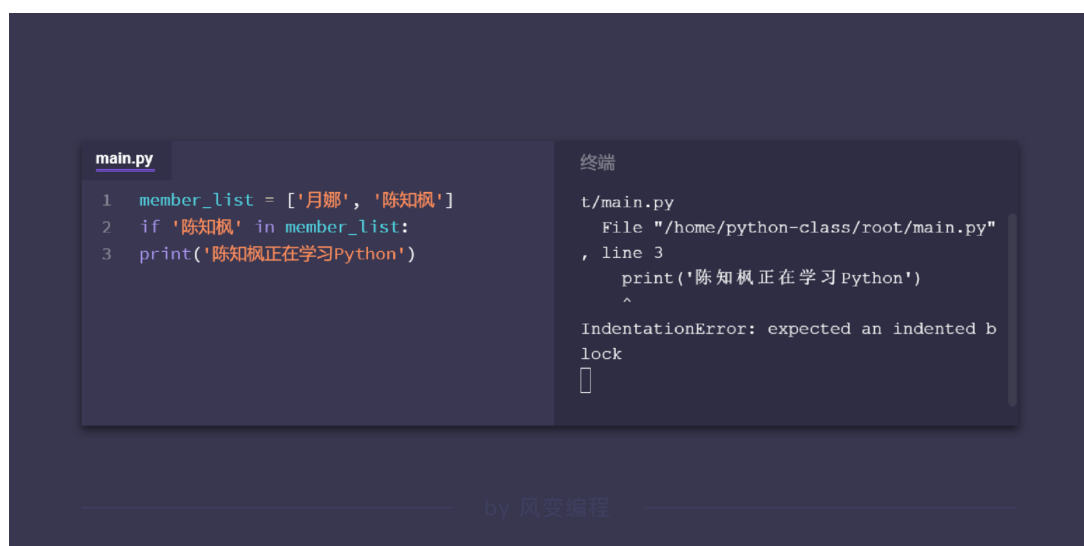 main.py
1 member_list = ['月娜', '陈知枫']
2 if '陈知枫' in member_list:
3 print('陈知枫正在学习Python')
终端
t/main.py
File "/home/python-class/root/main.py"
, line 3
print('陈知枫正在学习Python')
^
IndentationError: expected an indented b
lock
by 风变编程